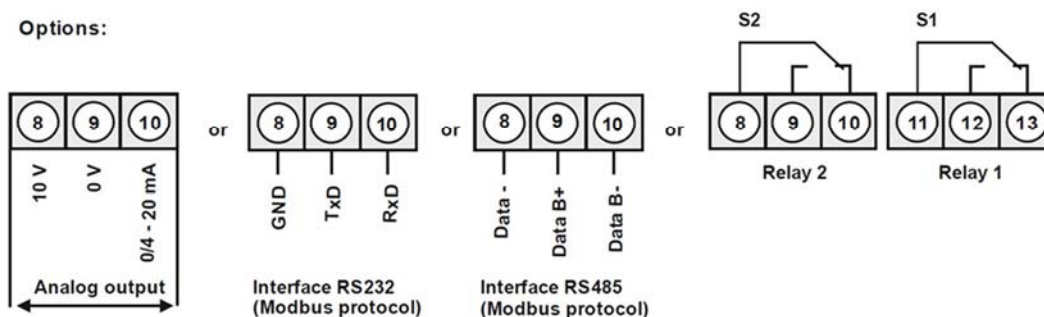 Options:
S2
S1
8 9 10 or 8 9 10 or 8 9 10 or 8 9 10 11 12 13
Relay 2 Relay 1
10 V
0 V
0/4 - 20 mA
Analog output
GND
TxD
RxD
Interface RS232
(Modbus protocol)
Data -
Data B+
Data B-
Interface RS485
(Modbus protocol)